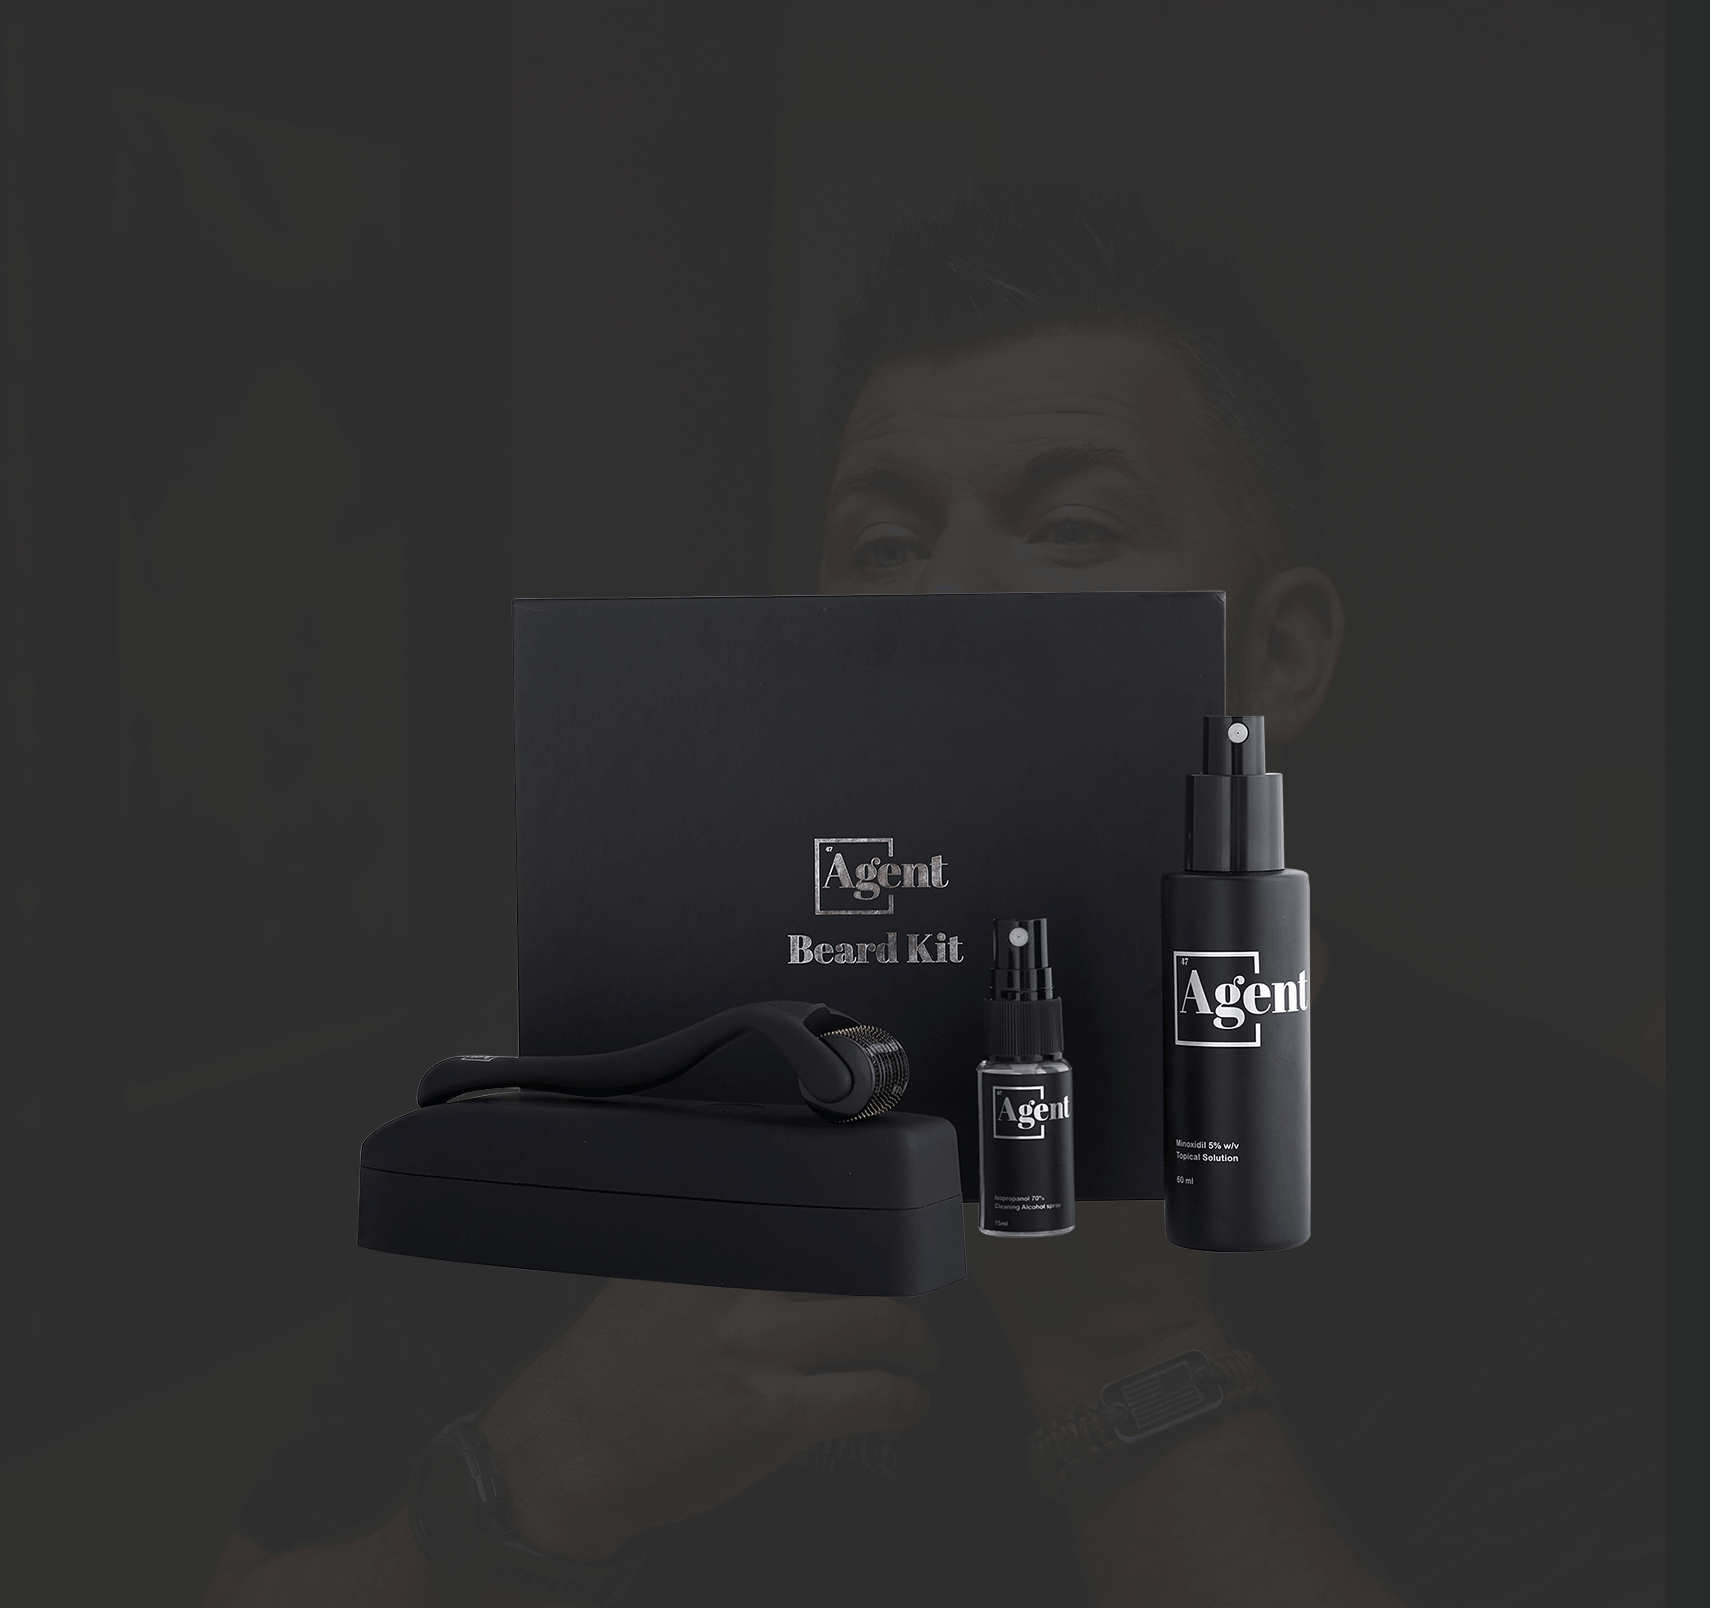 47
Agent
Beard Kit
47
Agent
Isopropanol 70%
Cleaning Alcohol spray
15ml
47
Agent
Minoxidil 5% w/v
Topical Solution
60 ml